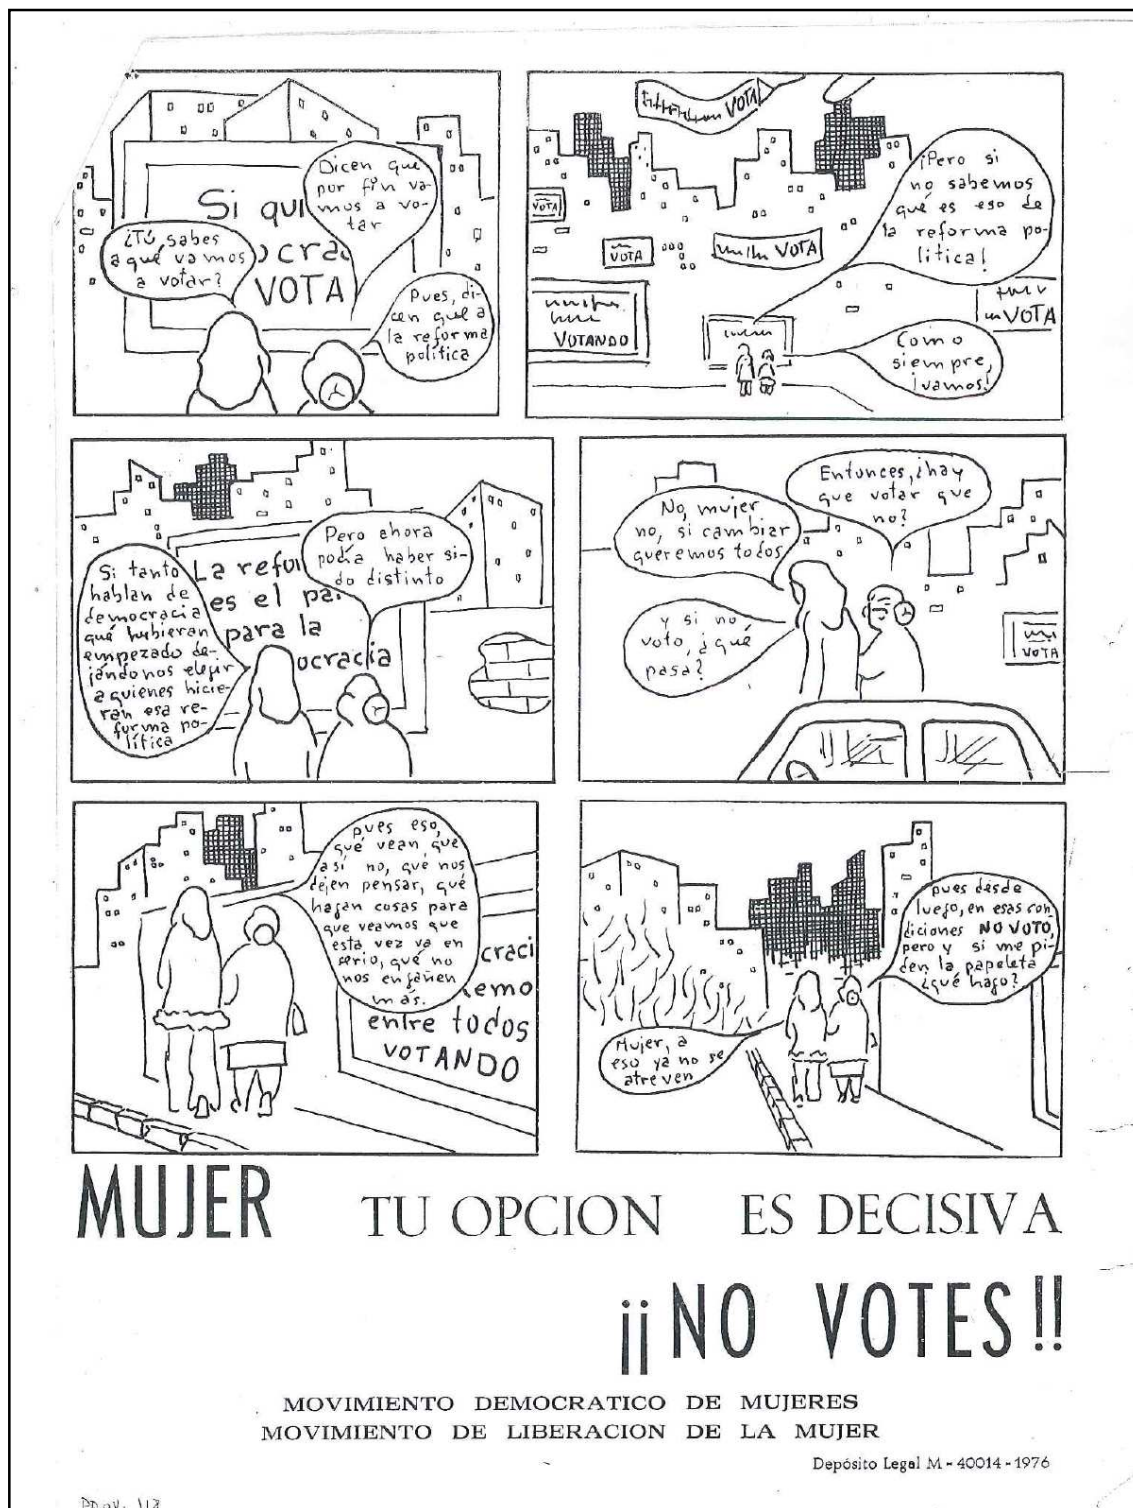 Si qui
ocrac
VOTA
Dicen que
por fin va-
mos a vo-
tar
¿Tú, sabes
a qué vamos
a votar?
Pues, di-
cen que a
la reforma
política
VOTA
VOTA
VOTA
VOTA
VOTANDO
VOTA
¡Pero si
no sabemos
qué es eso de
la reforma po-
lítica!
Como
siempre,
¡vamos!
La refor
es el pa
para la
ocracia
Si tanto
hablan de
democracia
qué hubieran
empezado de-
jándonos elejir
a quienes hicie-
ran esa re-
forma po-
lítica
Pero ahora
podía haber si-
do distinto
Entonces, ¿hay
que votar que
no?
No, mujer
no, si cambiar
queremos todos
y si no
voto, ¿qué
pasa?
VOTA
pues eso,
qué vean que
así no, qué nos
dejen pensar, qué
hagan cosas para
que veamos que
esta vez va en
serio, qué no
nos engañen
más.
craci
emo
entre todos
VOTANDO
pues desde
luego, en esas con
diciones NO VOTO,
pero y si me pi-
den la papeleta
¿qué hago?
Mujer, a
eso ya no se
atreven
MUJER TU OPCION ES DECISIVA
¡¡NO VOTES!!
MOVIMIENTO DEMOCRATICO DE MUJERES
MOVIMIENTO DE LIBERACION DE LA MUJER
Depósito Legal M - 40014 - 1976